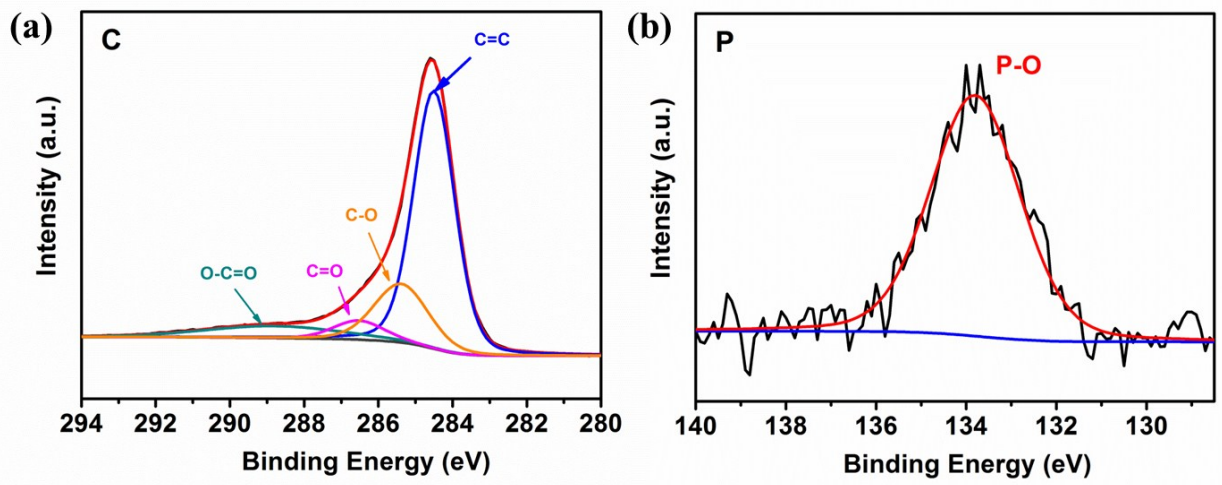 (a)
C
C=C
C-O
C=O
O-C=O
Intensity (a.u.)
294 292 290 288 286 284 282 280
Binding Energy (eV)
(b)
P
P-O
Intensity (a.u.)
140 138 136 134 132 130
Binding Energy (eV)